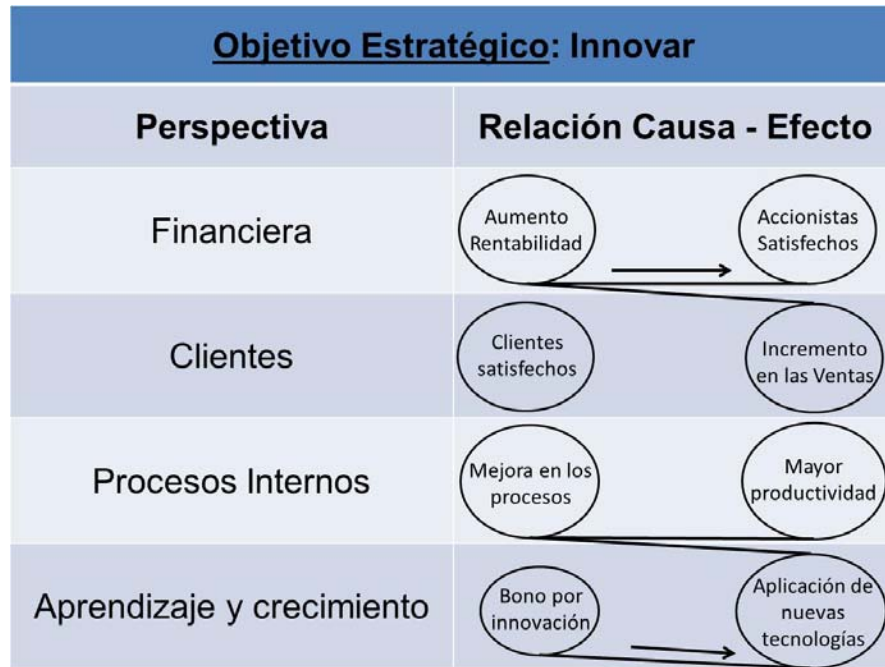 Objetivo Estratégico: Innovar
Perspectiva
Relación Causa - Efecto
Financiera
Aumento
Rentabilidad
Accionistas
Satisfechos
Clientes
Clientes
satisfechos
Incremento
en las Ventas
Procesos Internos
Mejora en los
procesos
Mayor
productividad
Aprendizaje y crecimiento
Bono por
innovación
Aplicación de
nuevas
tecnologías